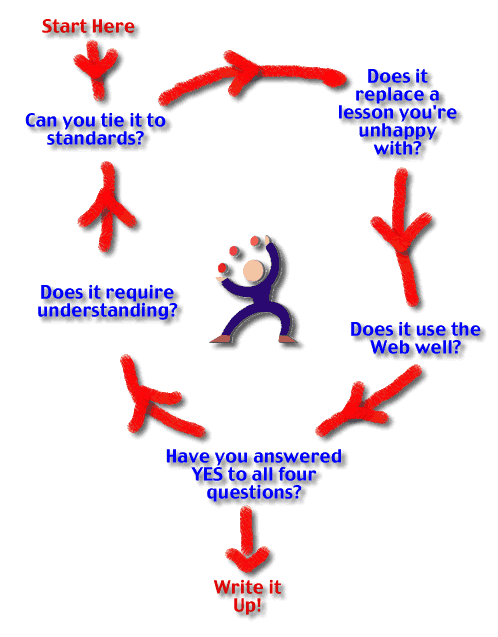 Start Here
Can you tie it to
standards?
Does it
replace a
lesson you're
unhappy
with?
Does it use the
Web well?
Have you answered
YES to all four
questions?
Does it require
understanding?
Write it
Up!